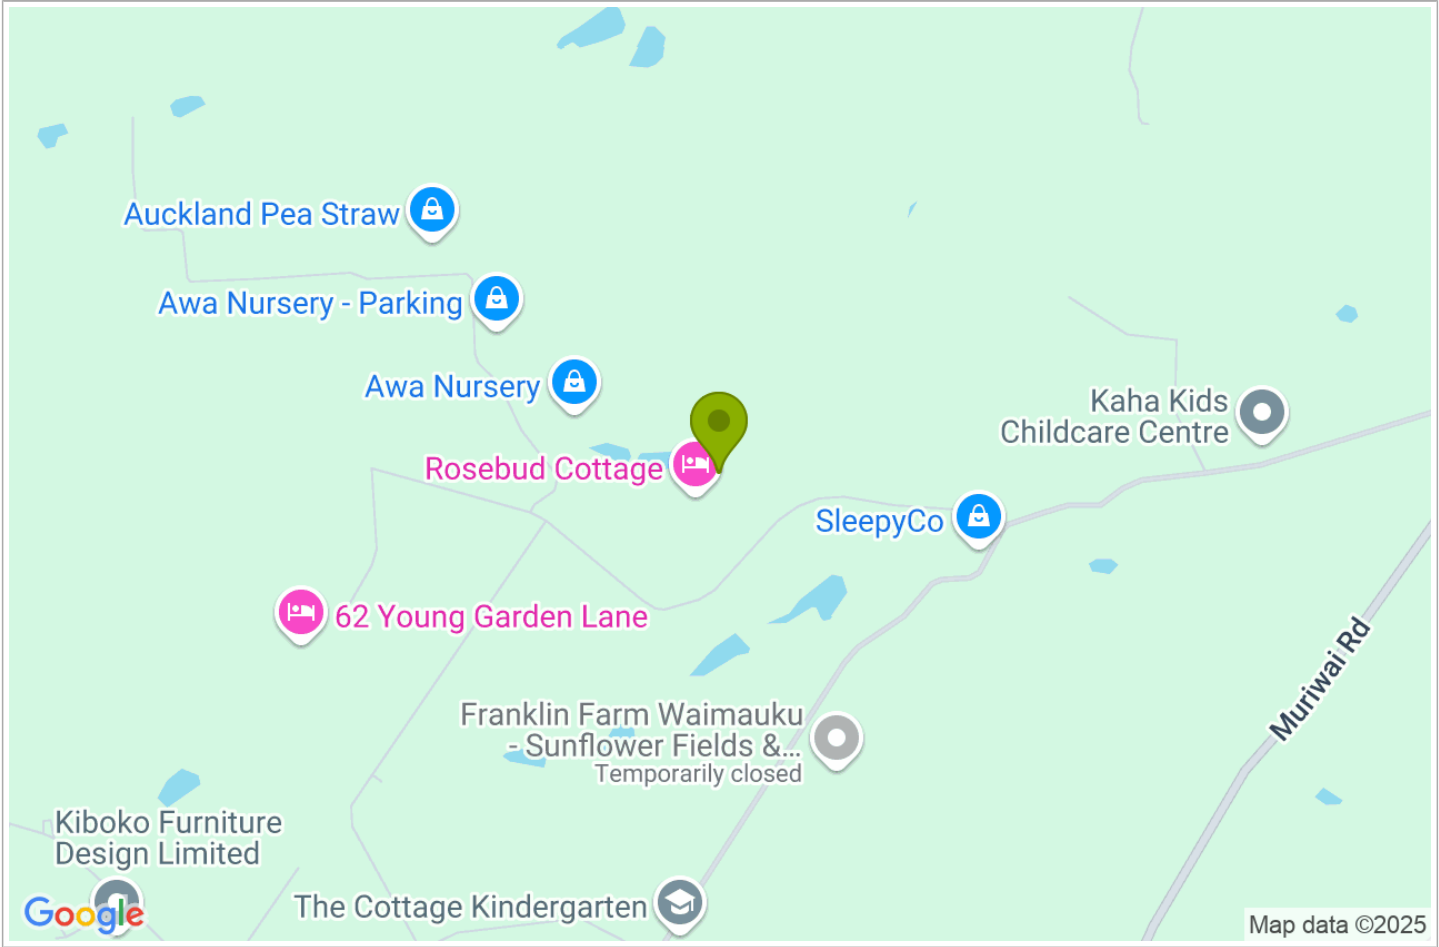 Auckland Pea Straw
Awa Nursery - Parking
Awa Nursery
Kaha Kids
Childcare Centre
Rosebud Cottage
SleepyCo
62 Young Garden Lane
Muriwai Rd
Franklin Farm Waimauku
- Sunflower Fields &...
Temporarily closed
Kiboko Furniture
Design Limited
The Cottage Kindergarten
Google
Map data ©2025